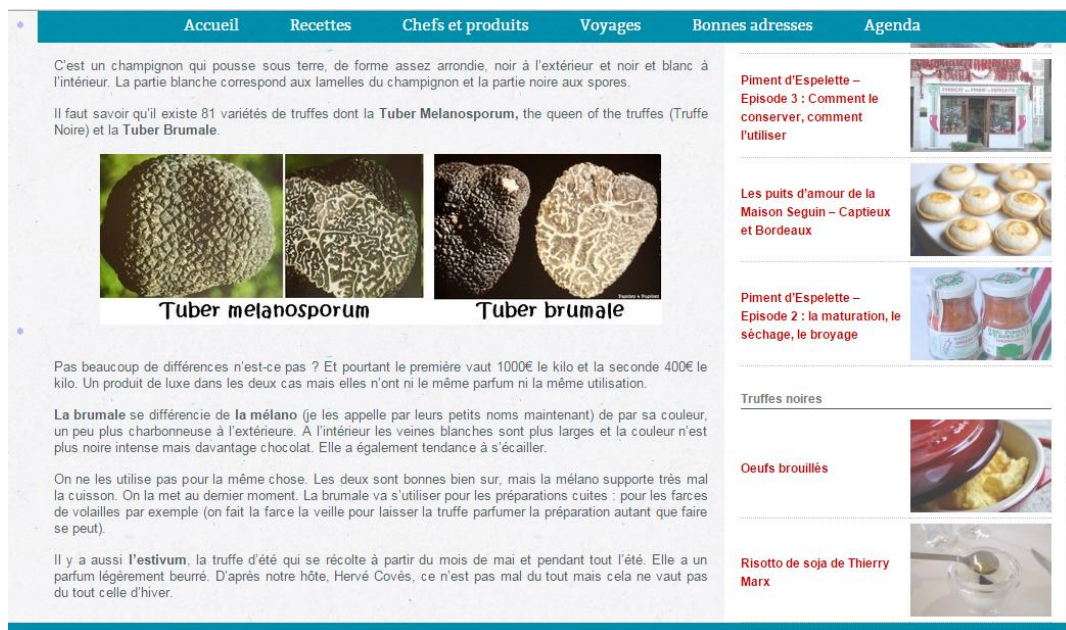 Accueil Recettes Chefs et produits Voyages Bonnes adresses Agenda
C'est un champignon qui pousse sous terre, de forme assez arrondie, noir à l'extérieur et noir et blanc à
l'intérieur. La partie blanche correspond aux lamelles du champignon et la partie noire aux spores.
Il faut savoir qu'il existe 81 variétés de truffes dont la Tuber Melanosporum, the queen of the truffes (Truffe
Noire) et la Tuber Brumale.
Tuber melanosporum
Tuber brumale
Pas beaucoup de différences n'est-ce pas ? Et pourtant le première vaut 1000€ le kilo et la seconde 400€ le
kilo. Un produit de luxe dans les deux cas mais elles n'ont ni le même parfum ni la même utilisation.
La brumale se différencie de la mélano (je les appelle par leurs petits noms maintenant) de par sa couleur,
un peu plus charbonneuse à l'extérieure. A l'intérieur les veines blanches sont plus larges et la couleur n'est
plus noire intense mais davantage chocolat. Elle a également tendance à s'écailler.
On ne les utilise pas pour la même chose. Les deux sont bonnes bien sur, mais la mélano supporte très mal
la cuisson. On la met au dernier moment. La brumale va s'utiliser pour les préparations cuites : pour les farces
de volailles par exemple (on fait la farce la veille pour laisser la truffe parfumer la préparation autant que faire
se peut).
Il y a aussi l'estivum, la truffe d'été qui se récolte à partir du mois de mai et pendant tout l'été. Elle a un
parfum légèrement beurré. D'après notre hôte, Hervé Covès, ce n'est pas mal du tout mais cela ne vaut pas
du tout celle d'hiver.
Piment d'Espelette –
Episode 3 : Comment le
conserver, comment
l'utiliser
Les puits d'amour de la
Maison Seguin – Captieux
et Bordeaux
Piment d'Espelette –
Episode 2 : la maturation, le
séchage, le broyage
Truffes noires
Oeufs brouillés
Risotto de soja de Thierry
Marx